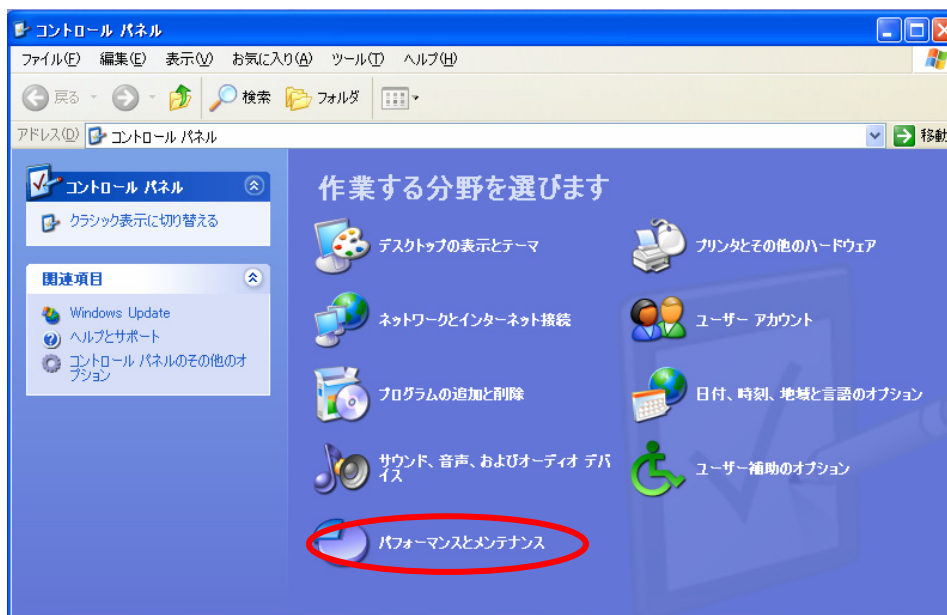 コントロール パネル
ファイル(F) 編集(E) 表示(V) お気に入り(A) ツール(T) ヘルプ(H)
戻る 検索 フォルダ
アドレス(D) コントロール パネル 移動
コントロール パネル
クラシック表示に切り替える
関連項目
Windows Update
ヘルプとサポート
コントロール パネルのその他のオ
プション
作業する分野を選びます
デスクトップの表示とテーマ
プリンタとその他のハードウェア
ネットワークとインターネット接続
ユーザー アカウント
プログラムの追加と削除
日付、時刻、地域と言語のオプション
サウンド、音声、およびオーディオ デバ
イス
ユーザー補助のオプション
パフォーマンスとメンテナンス